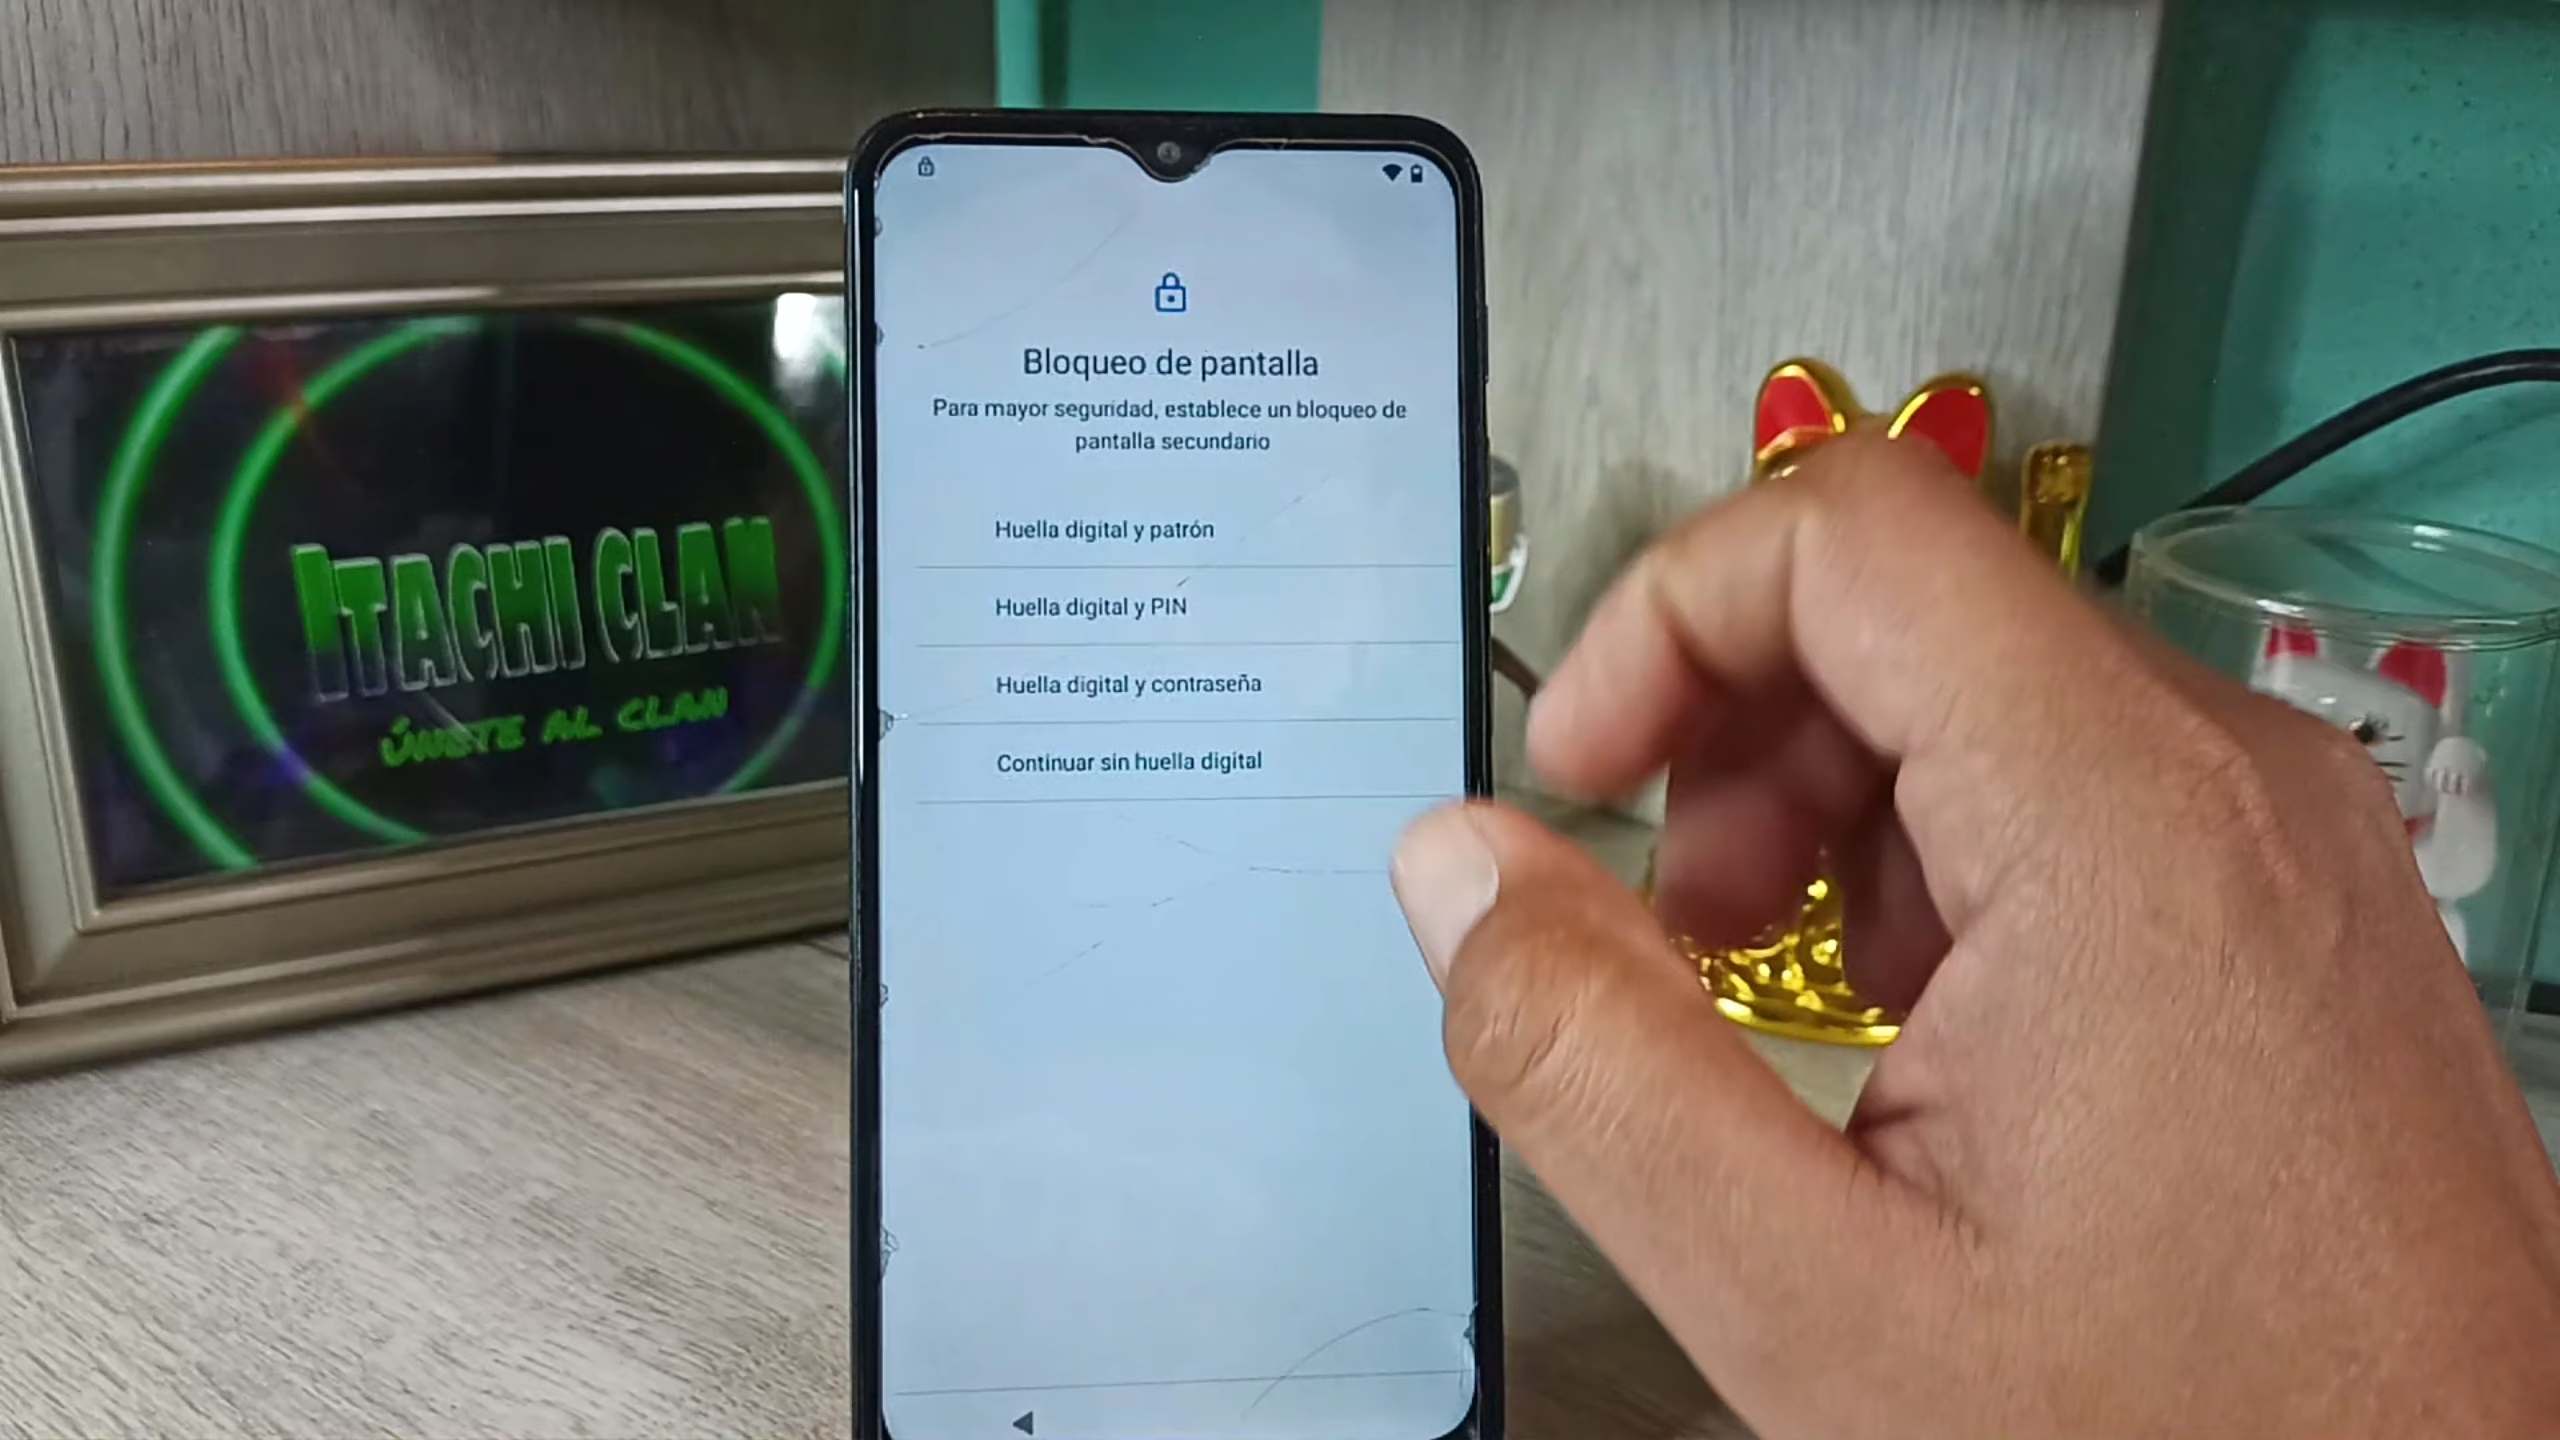 ITACHI CLAN
ÚNETE AL CLAN
Bloqueo de pantalla
Para mayor seguridad, establece un bloqueo de
pantalla secundario
Huella digital y patrón
Huella digital y PIN
Huella digital y contraseña
Continuar sin huella digital